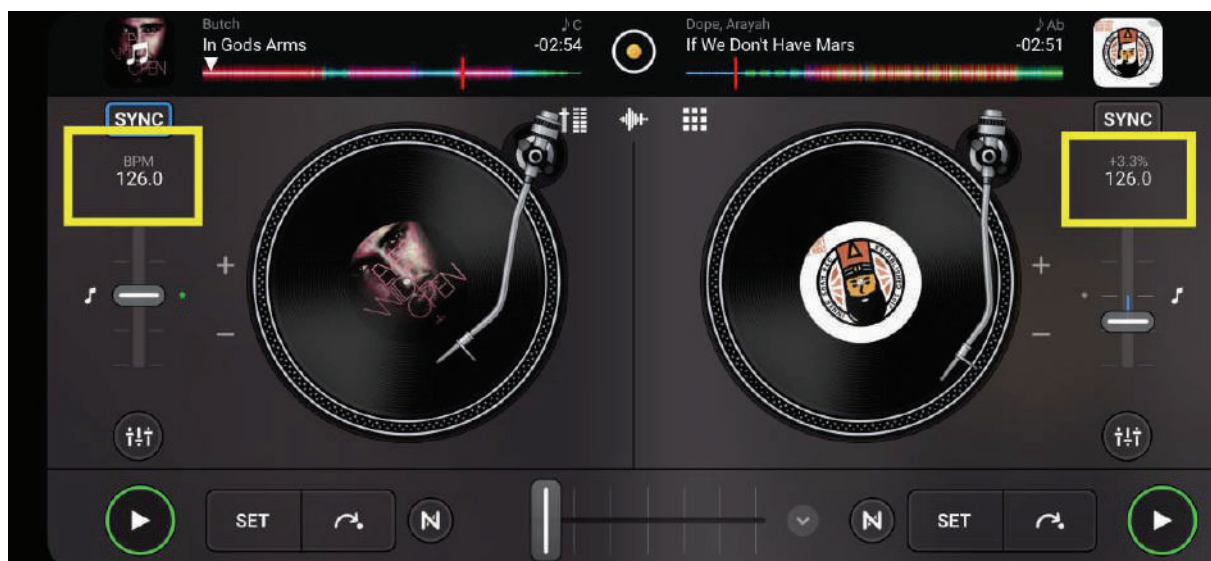 Butch
In Gods Arms
C
-02:54
Dope, Arayah
If We Don't Have Mars
Ab
-02:51
SYNC
BPM
126.0
SYNC
+3.3%
126.0
+
−
+
−
SET
N
N
SET